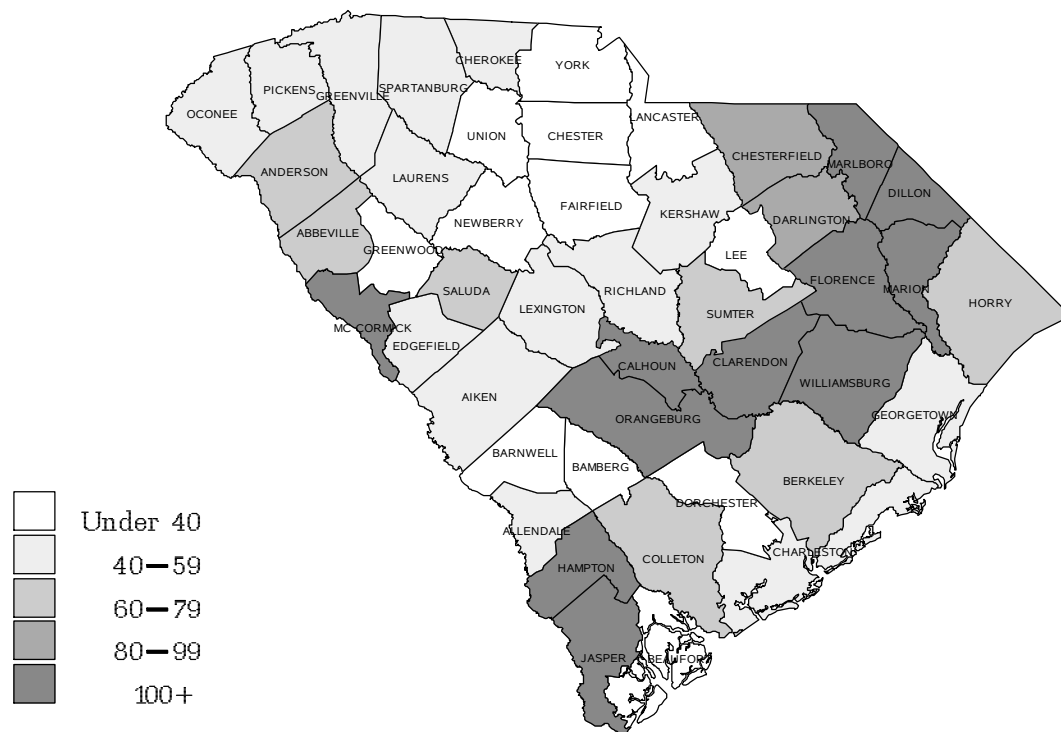 CHEROKEE
YORK
SPARTANBURG
PICKENS
GREENVILLE
OCONEE
LANCASTER
UNION
CHESTER
CHESTERFIELD
MARLBORO
ANDERSON
LAURENS
DILLON
FAIRFIELD
KERSHAW
DARLINGTON
NEWBERRY
ABBEVILLE
GREENWOOD
LEE
FLORENCE
MARION
SALUDA
RICHLAND
HORRY
LEXINGTON
SUMTER
MC CORMICK
EDGEFIELD
CALHOUN
CLARENDON
WILLIAMSBURG
AIKEN
GEORGETOWN
ORANGEBURG
BARNWELL
BAMBERG
BERKELEY
DORCHESTER
ALLENDALE
CHARLESTON
COLLETON
HAMPTON
JASPER
BEAUFORT
Under 40
40-59
60-79
80-99
100+